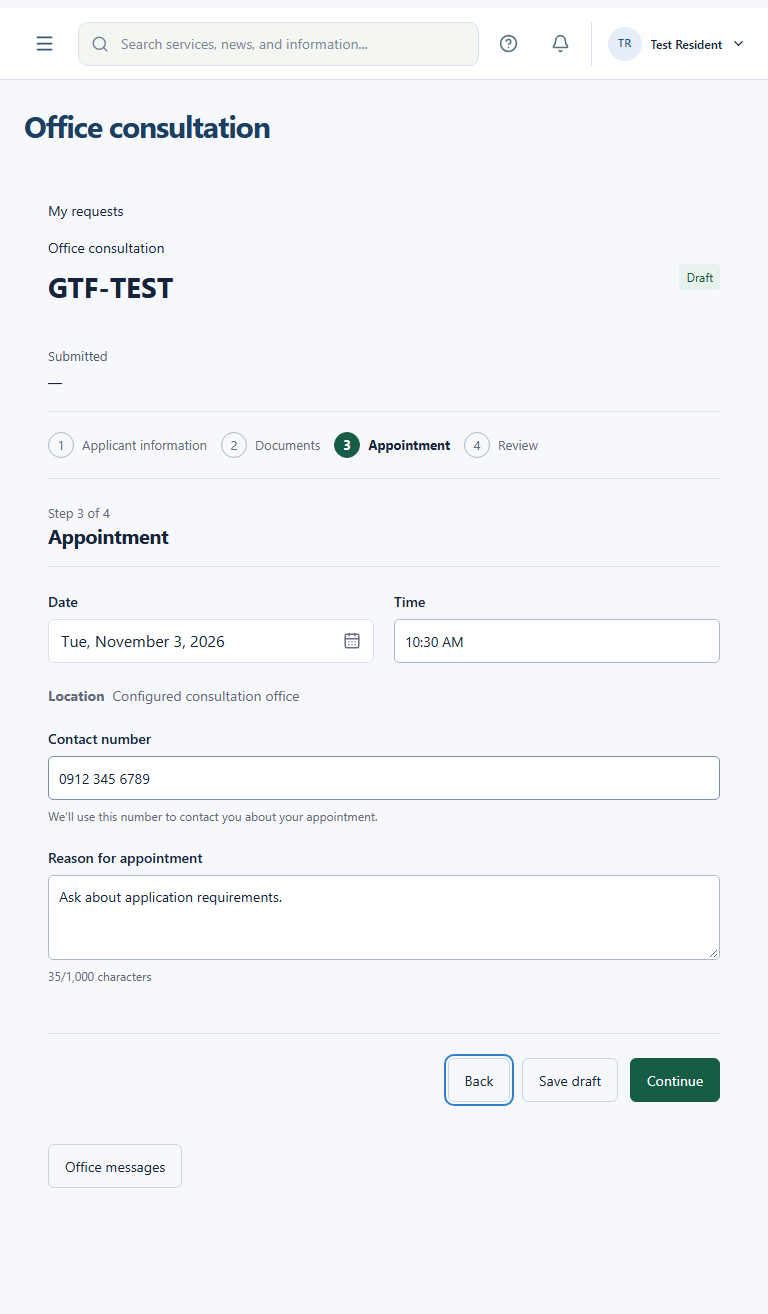 Search services, news, and information...
TR
Test Resident
Office consultation
My requests
Office consultation
GTF-TEST
Draft
Submitted
—
1 Applicant information 2 Documents 3 Appointment 4 Review
Step 3 of 4
Appointment
Date Time
Tue, November 3, 2026 10:30 AM
Location Configured consultation office
Contact number
0912 345 6789
We'll use this number to contact you about your appointment.
Reason for appointment
Ask about application requirements.
35/1,000 characters
Back Save draft Continue
Office messages